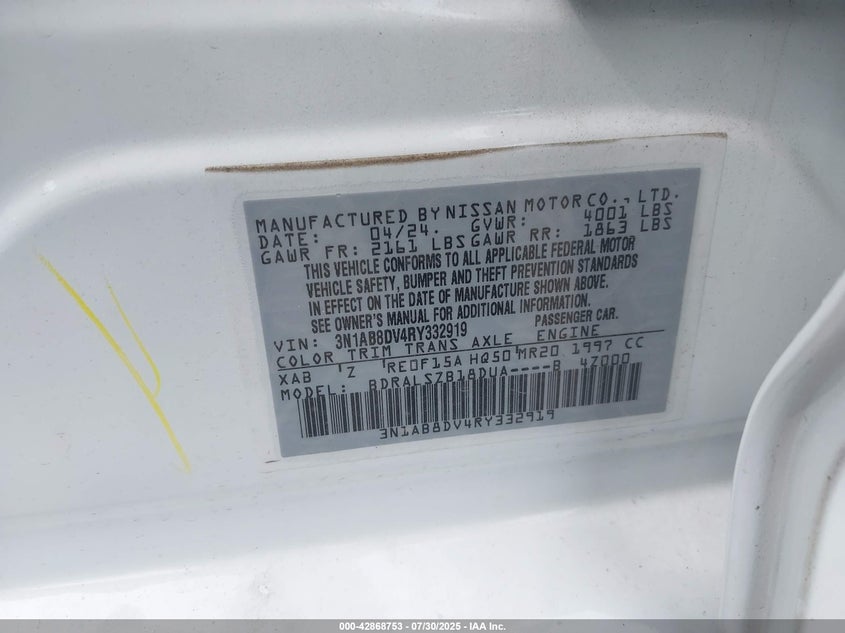 MANUFACTURED BY NISSAN MOTOR CO., LTD.
DATE: 04/24. GVWR: 4001 LBS
GAWR FR: 2161 LBS GAWR RR: 1863 LBS
THIS VEHICLE CONFORMS TO ALL APPLICABLE FEDERAL MOTOR
VEHICLE SAFETY, BUMPER AND THEFT PREVENTION STANDARDS
IN EFFECT ON THE DATE OF MANUFACTURE SHOWN ABOVE.
SEE OWNER'S MANUAL FOR ADDITIONAL INFORMATION.
VIN: 3N1AB8DV4RY332919 PASSENGER CAR.
COLOR TRIM TRANS AXLE ENGINE
XAB Z RE0F15A HQ50 MR20 1997 CC
MODEL: BDRALSZB18DUA----B 4Z000
3N1AB8DV4RY332919
000-42868753 - 07/30/2025 - IAA Inc.